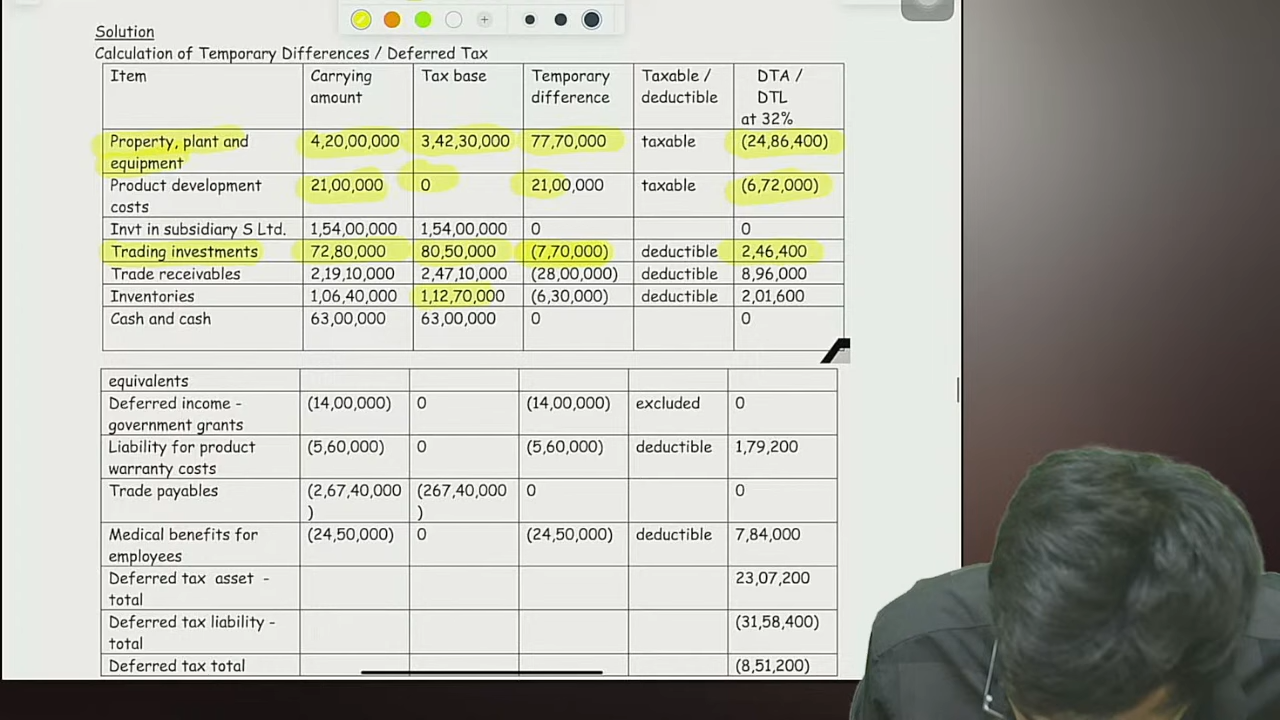 Solution
Calculation of Temporary Differences / Deferred Tax
Item Carrying amount Tax base Temporary difference Taxable / deductible DTA / DTL at 32%
Property, plant and equipment 4,20,00,000 3,42,30,000 77,70,000 taxable (24,86,400)
Product development costs 21,00,000 0 21,00,000 taxable (6,72,000)
Invt in subsidiary S Ltd. 1,54,00,000 1,54,00,000 0 0
Trading investments 72,80,000 80,50,000 (7,70,000) deductible 2,46,400
Trade receivables 2,19,10,000 2,47,10,000 (28,00,000) deductible 8,96,000
Inventories 1,06,40,000 1,12,70,000 (6,30,000) deductible 2,01,600
Cash and cash 63,00,000 63,00,000 0 0
equivalents
Deferred income - government grants (14,00,000) 0 (14,00,000) excluded 0
Liability for product warranty costs (5,60,000) 0 (5,60,000) deductible 1,79,200
Trade payables (2,67,40,000) (267,40,000) 0 0
Medical benefits for employees (24,50,000) 0 (24,50,000) deductible 7,84,000
Deferred tax asset - total 23,07,200
Deferred tax liability - total (31,58,400)
Deferred tax total (8,51,200)